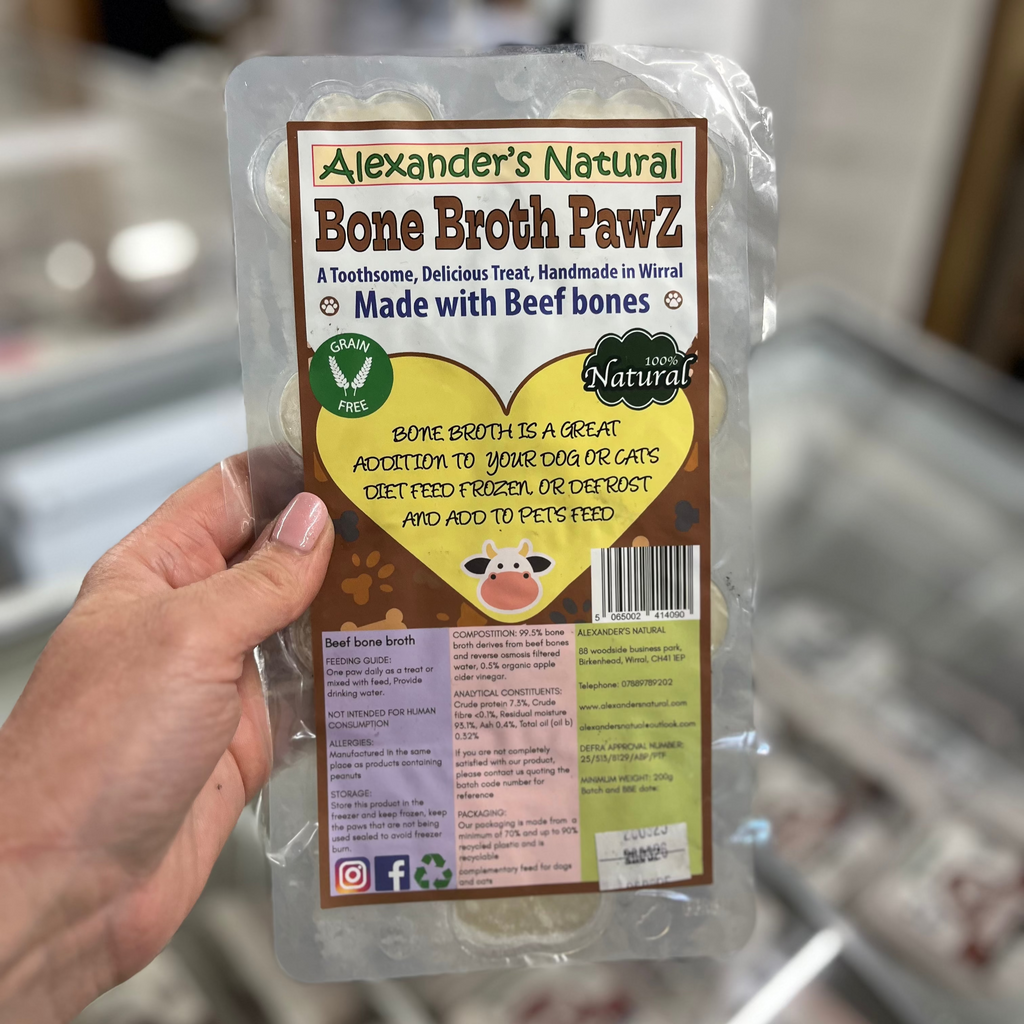 Alexander's Natural
Bone Broth PawZ
A Toothsome, Delicious Treat, Handmade in Wirral
Made with Beef bones
GRAIN
FREE
100%
Natural
BONE BROTH IS A GREAT
ADDITION TO YOUR DOG OR CATS
DIET FEED FROZEN, OR DEFROST
AND ADD TO PETS FEED
5 065002 414090
Beef bone broth
FEEDING GUIDE:
One paw daily as a treat or
mixed with feed, Provide
drinking water.
NOT INTENDED FOR HUMAN
CONSUMPTION
ALLERGIES:
Manufactured in the same
place as products containing
peanuts
STORAGE:
Store this product in the
freezer and keep frozen, keep
the paws that are not being
used sealed to avoid freezer
burn.
COMPOSTITION: 99.5% bone
broth derives from beef bones
and reverse osmosis filtered
water, 0.5% organic apple
cider vinegar.
ANALYTICAL CONSTITUENTS:
Crude protein 7.3%, Crude
fibre <0.1%, Residual moisture
93.1%, Ash 0.4%, Total oil (oil b)
0.32%
If you are not completely
satisfied with our product,
please contact us quoting the
batch code number for
reference
PACKAGING:
Our packaging is made from a
minimum of 70% and up to 90%
recycled plastic and is
recyclable
complementary feed for dogs
and cats
ALEXANDER'S NATURAL
88 woodside business park,
Birkenhead, Wirral, CH41 1EP
Telephone: 07889789202
www.alexandersnatural.com
DEFRA APPROVAL NUMBER:
MINIMUM WEIGHT: 200g
Batch and BBE date: